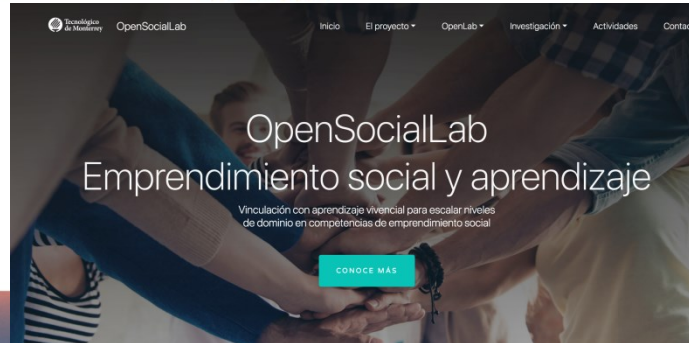 Tecnológico
de Monterrey
OpenSocialLab
Inicio
El proyecto
OpenLab
Investigación
Actividades
OpenSocialLab
Emprendimiento social y aprendizaje
Vinculación con aprendizaje vivencial para escalar niveles
de dominio en competencias de emprendimiento social
CONOCE MÁS